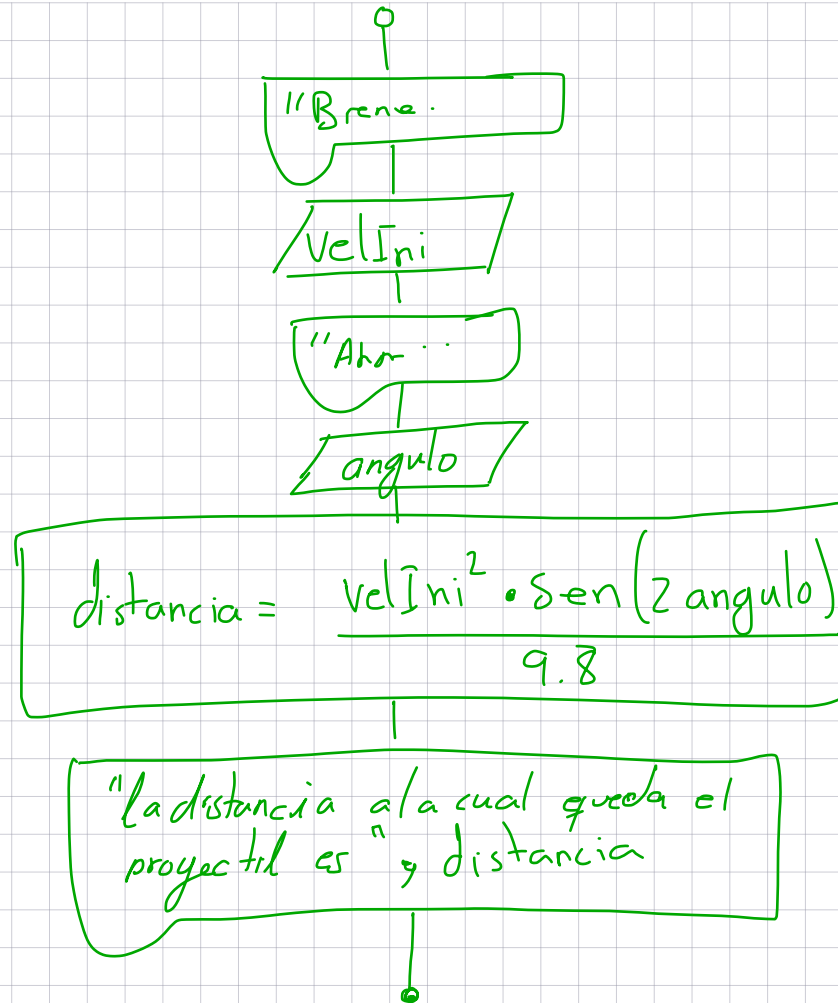 "Brene.
VelIni
"Ahor..
angulo
distancia = velIni² • Sen(2 angulo)
9.8
"la distancia a la cual queda el
proyectil es", distancia